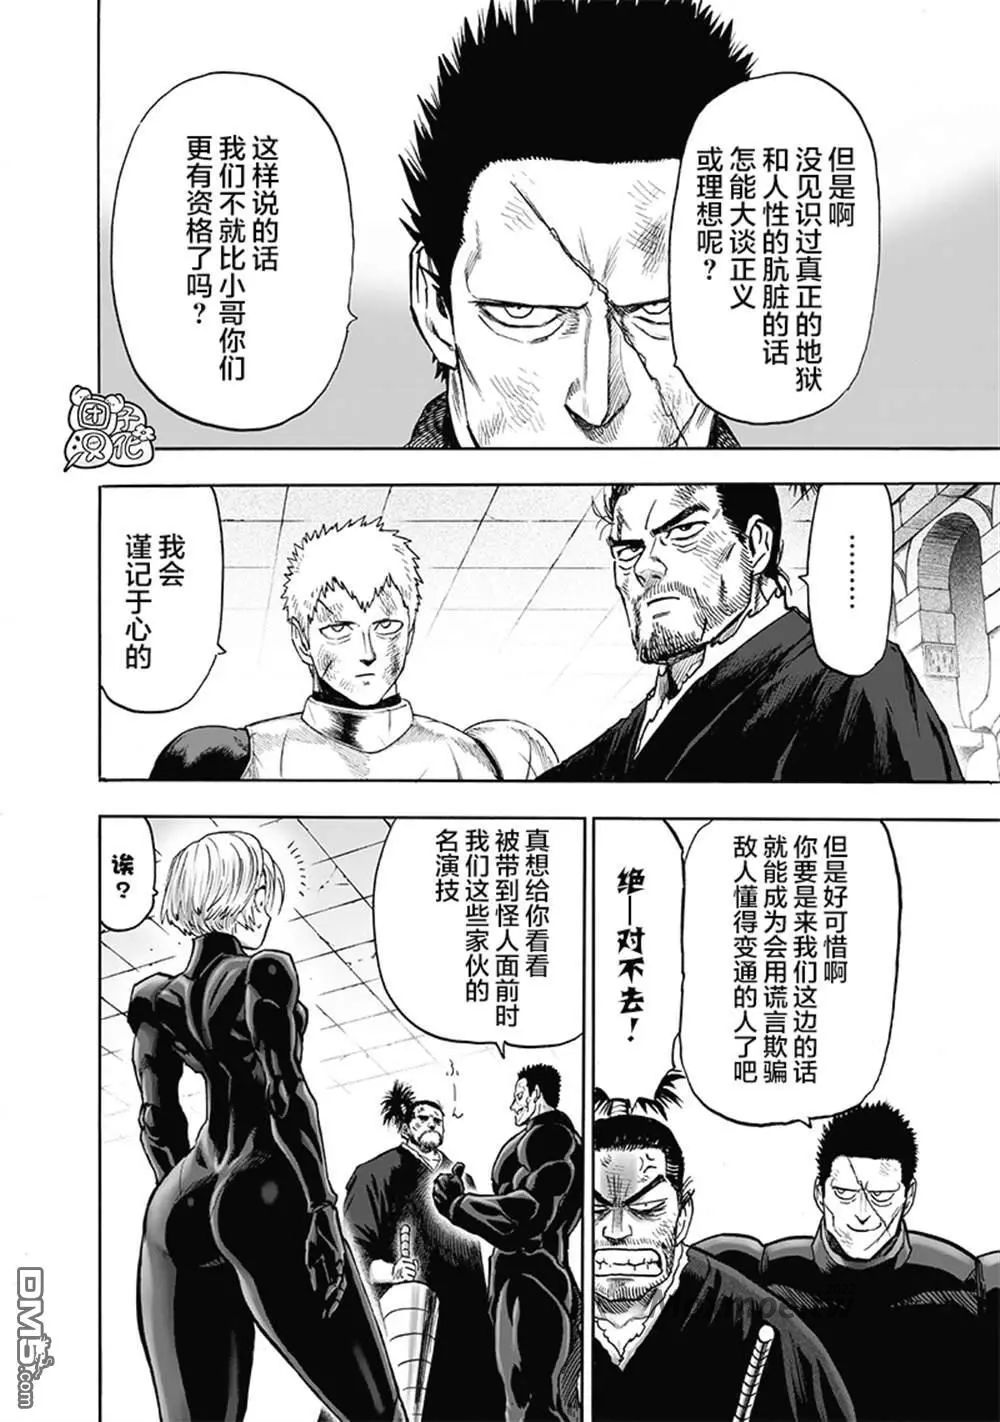 但是啊
没见识过真正的地狱
和人性的肮脏的话
怎能大谈正义
或理想呢？
这样说的话
我们不就比小哥你们
更有资格了吗？
团子
汉化
………
我会
谨记于心的
但是好可惜啊
你要是来我们这边的话
就能成为会用谎言欺骗
敌人懂得变通的人了吧
绝—对不去！
真想给你看看
被带到怪人面前时
我们这些家伙的
名演技
ふーん
诶？
DM5
.com